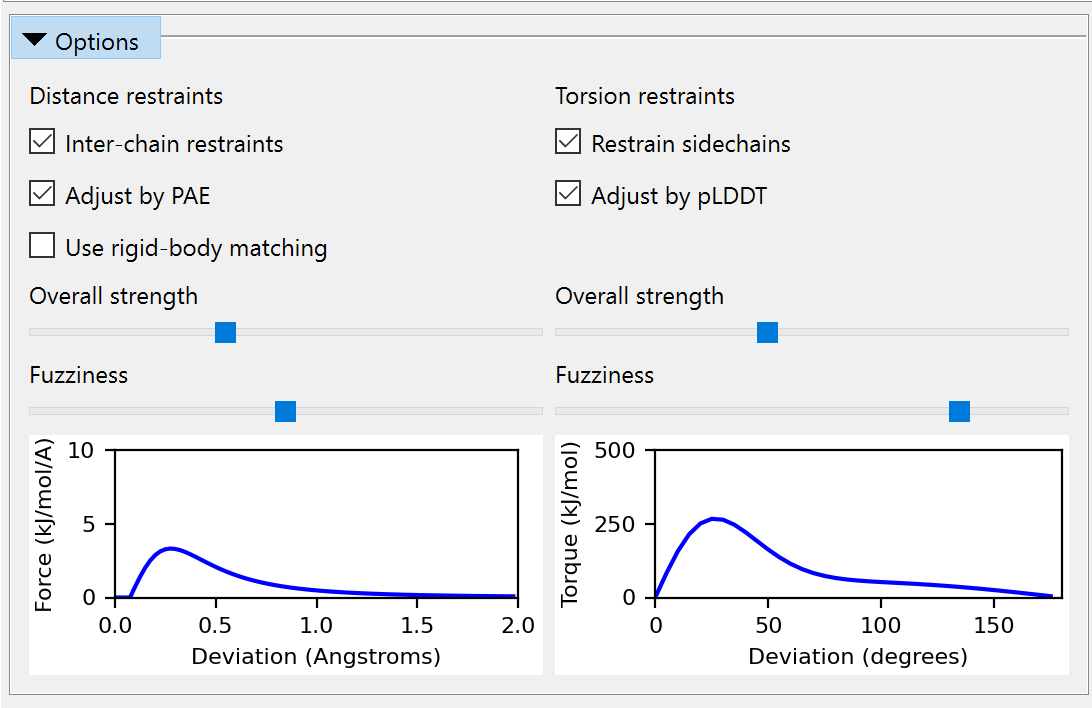 Options
Distance restraints
Inter-chain restraints
Adjust by PAE
Use rigid-body matching
Overall strength
Fuzziness
Force (kJ/mol/A)
10
5
0
0.0 0.5 1.0 1.5 2.0
Deviation (Angstroms)
Torsion restraints
Restrain sidechains
Adjust by pLDDT
Overall strength
Fuzziness
Torque (kJ/mol)
500
250
0
0 50 100 150
Deviation (degrees)